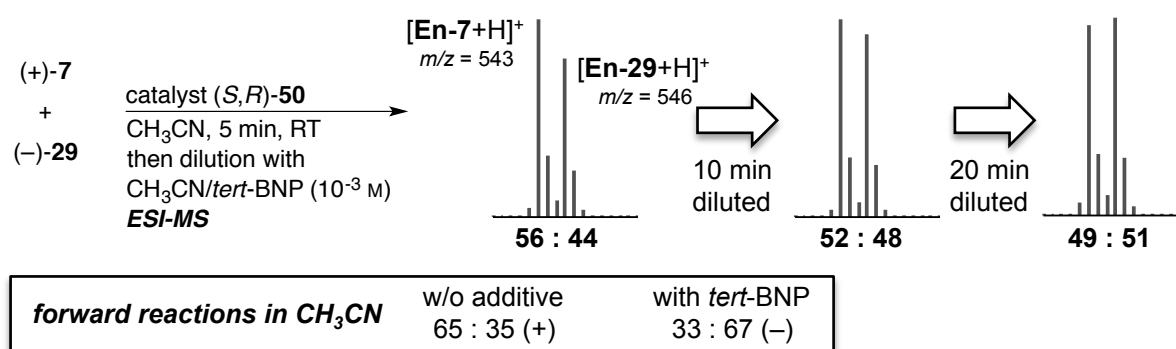 (+)-7
+
(–)-29
catalyst (S,R)-50
CH₃CN, 5 min, RT
then dilution with
CH₃CN/tert-BNP (10⁻³ M)
ESI-MS
[En-7+H]⁺
m/z = 543
[En-29+H]⁺
m/z = 546
56 : 44
10 min
diluted
52 : 48
20 min
diluted
49 : 51
forward reactions in CH₃CN
w/o additive
65 : 35 (+)
with tert-BNP
33 : 67 (–)